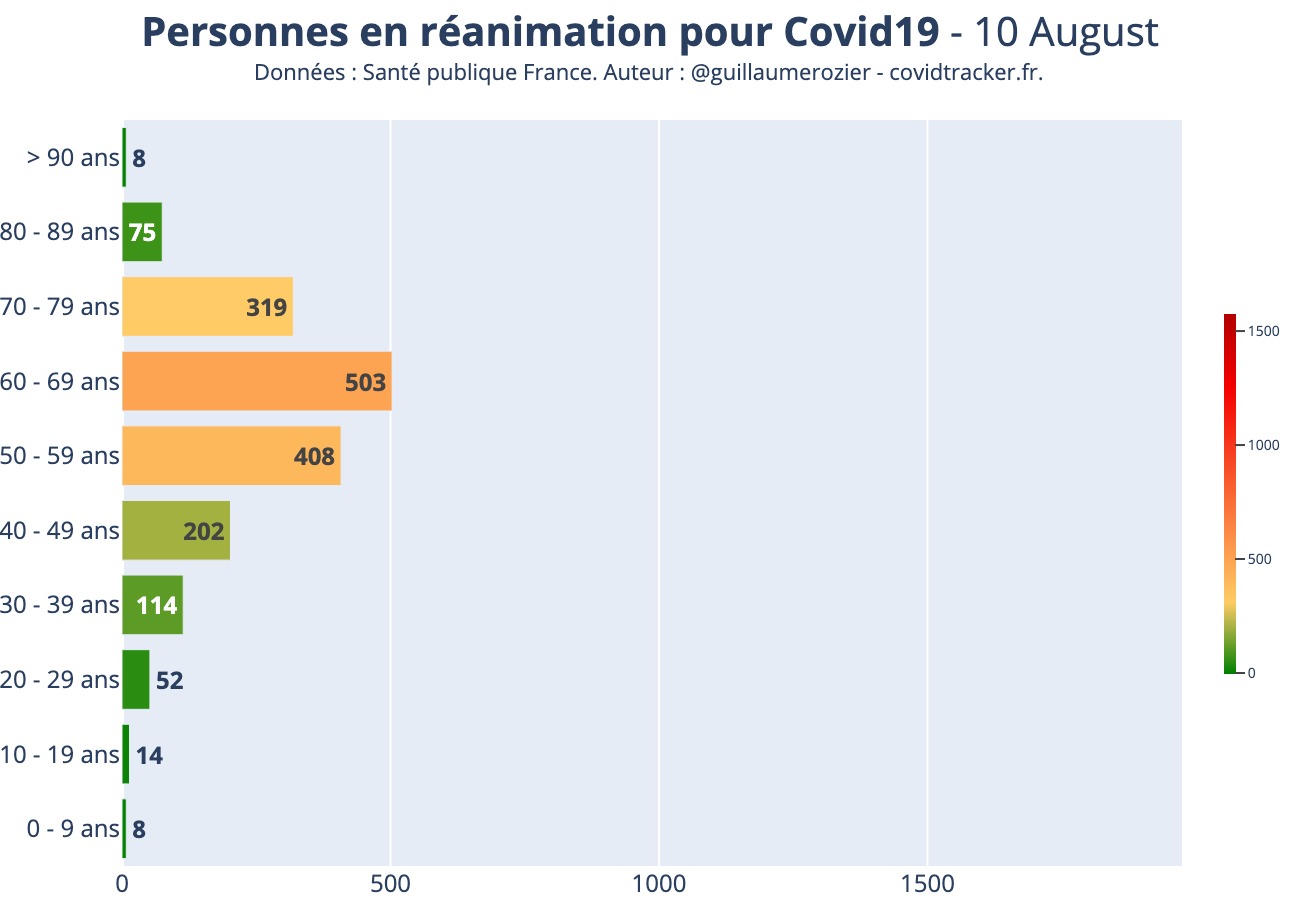 Personnes en réanimation pour Covid19 - 10 August
Données : Santé publique France. Auteur : @guillaumerozier - covidtracker.fr.
> 90 ans 8
80 - 89 ans 75
70 - 79 ans 319
60 - 69 ans 503
50 - 59 ans 408
40 - 49 ans 202
30 - 39 ans 114
20 - 29 ans 52
10 - 19 ans 14
0 - 9 ans 8
0 500 1000 1500
1500
1000
500
0